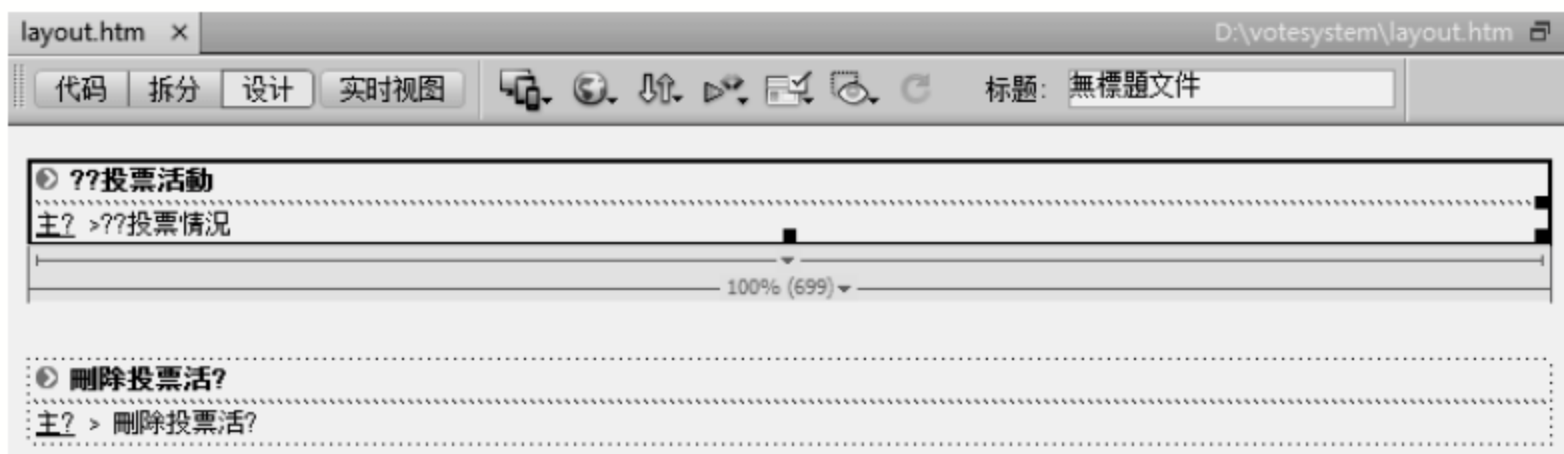 layout.htm × D:\votesystem\layout.htm
代码 拆分 设计 实时视图 标题: 無標題文件
??投票活動
主? >??投票情況
100% (699)
刪除投票活?
主? > 刪除投票活?